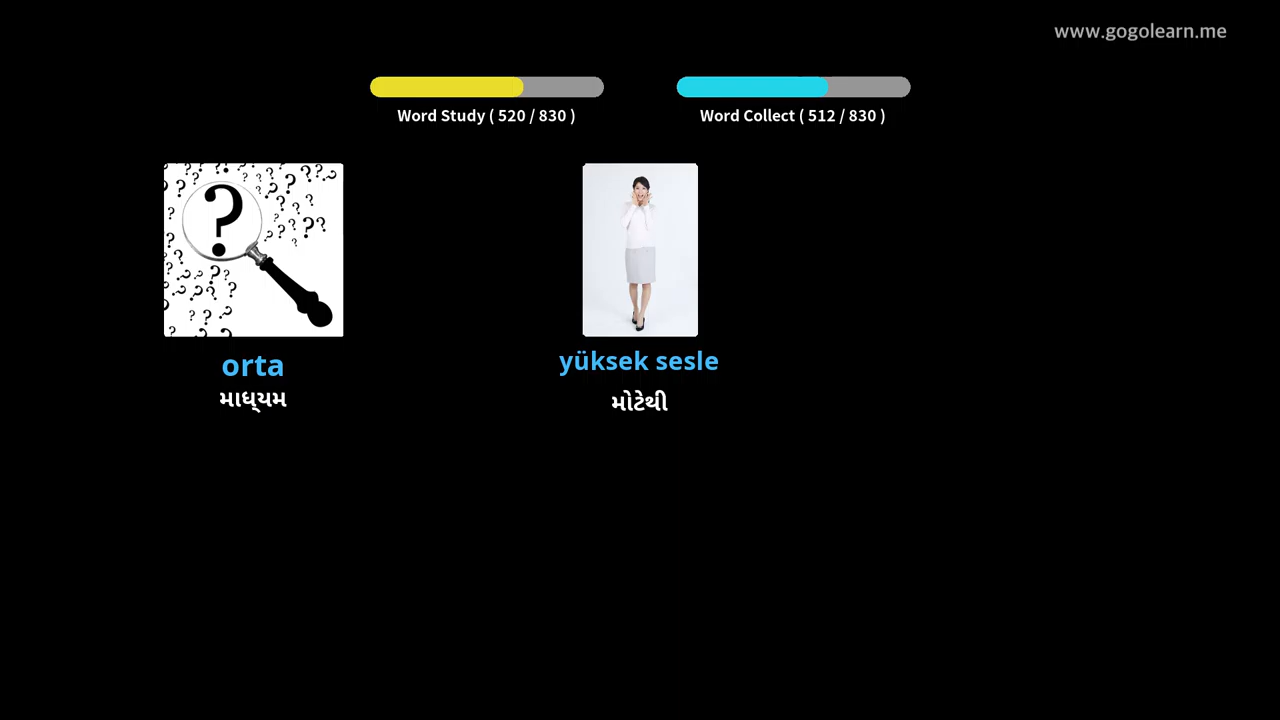 www.gogolearn.me
Word Study ( 520 / 830 )
Word Collect ( 512 / 830 )
orta
માધ્યમ
yüksek sesle
મોટેથી